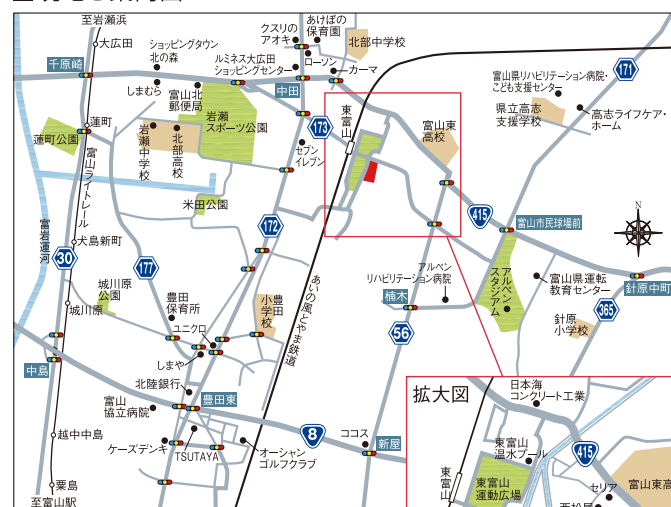 至岩瀬浜
大広田
千原崎
ショッピングタウン
北の森
しまむら
富山北
郵便局
ルミネス大広田
ショッピングセンター
クスリの
アオキ
あけぼの
保育園
ローソン
カーマ
北部中学校
中田
蓮町
蓮町公園
岩瀬
中学校
北部高校
岩瀬
スポーツ公園
173
セブン
イレブン
東富山
富山東
高校
富山県リハビリテーション病院・
こども支援センター
県立高志
支援学校
高志ライフケア・
ホーム
171
富山ライトレール
富岩運河
米田公園
172
415
富山市民球場前
N
犬島新町
30
177
城川原
公園
城川原
豊田
保育所
ユニクロ
しまや
豊田
小学校
あいの風とやま鉄道
アルペン
リハビリテーション病院
楠木
56
アルペン
スタジアム
富山県運転
教育センター
針原中町
針原
小学校
365
中島
北陸銀行
富山
協立病院
豊田東
8
越中中島
ケーズデンキ
TSUTAYA
オーシャン
ゴルフクラブ
ココス
新屋
粟島
至富山駅
拡大図
日本海
コンクリート工業
東富山
温水プール
415
東富山
東富山
運動広場
セリア
富山東高